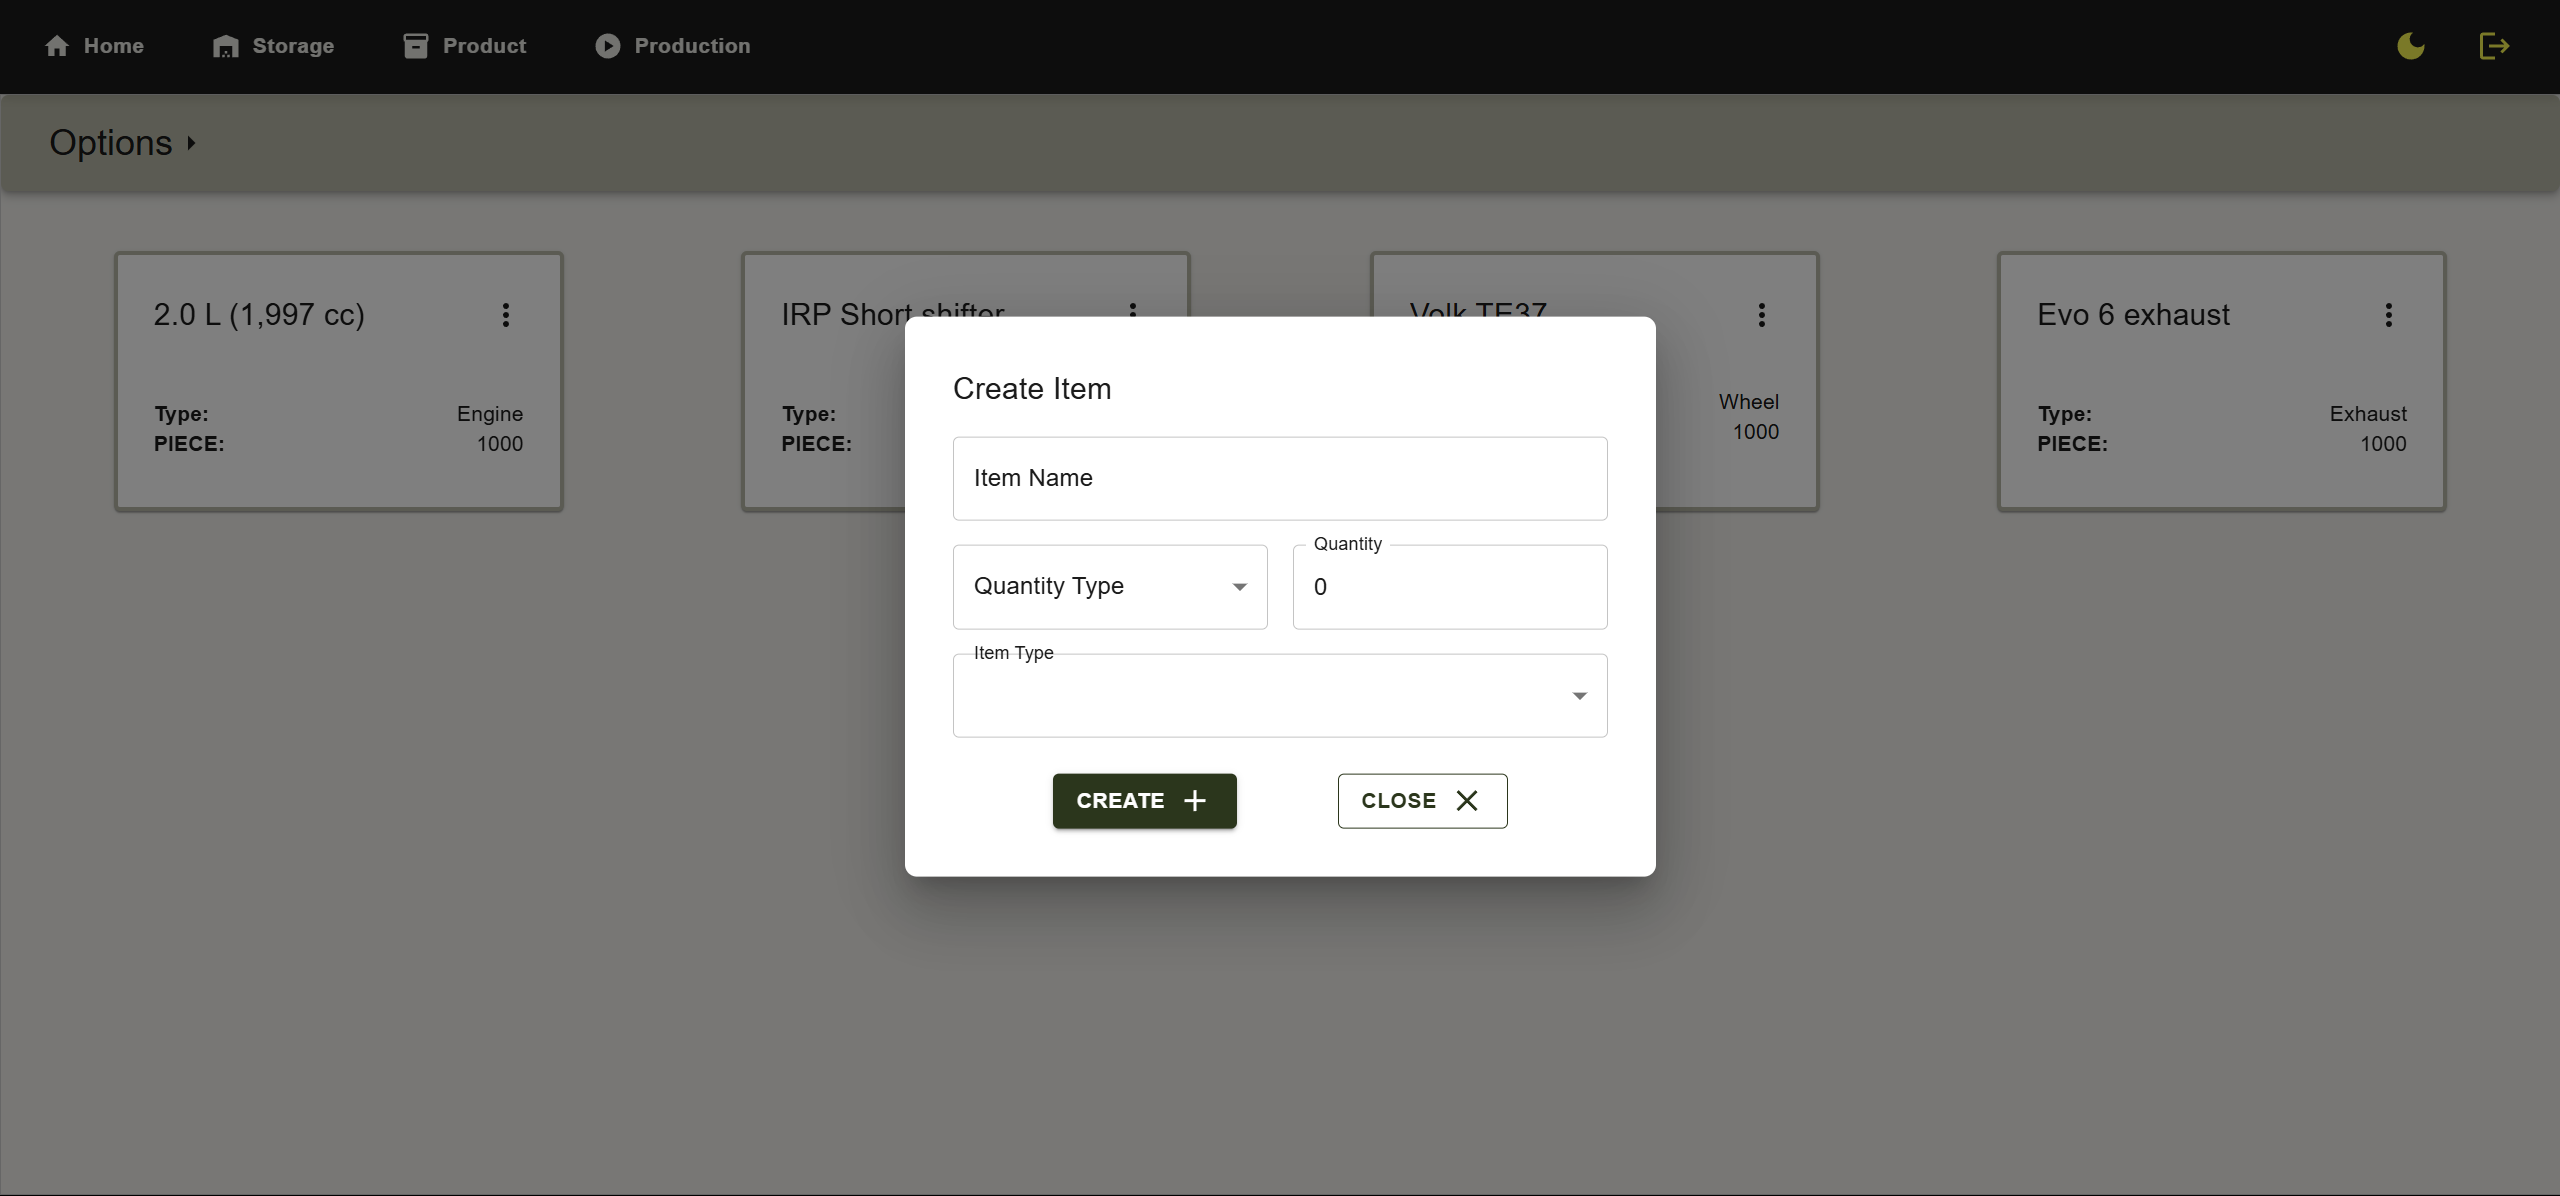 Home
Storage
Product
Production
Options
2.0 L (1,997 cc)
Type: Engine
PIECE: 1000
IRP Short shifter
Type:
PIECE:
Volk TE37
Wheel
1000
Evo 6 exhaust
Type: Exhaust
PIECE: 1000
Create Item
Item Name
Quantity Type
Quantity
0
Item Type
CREATE
CLOSE